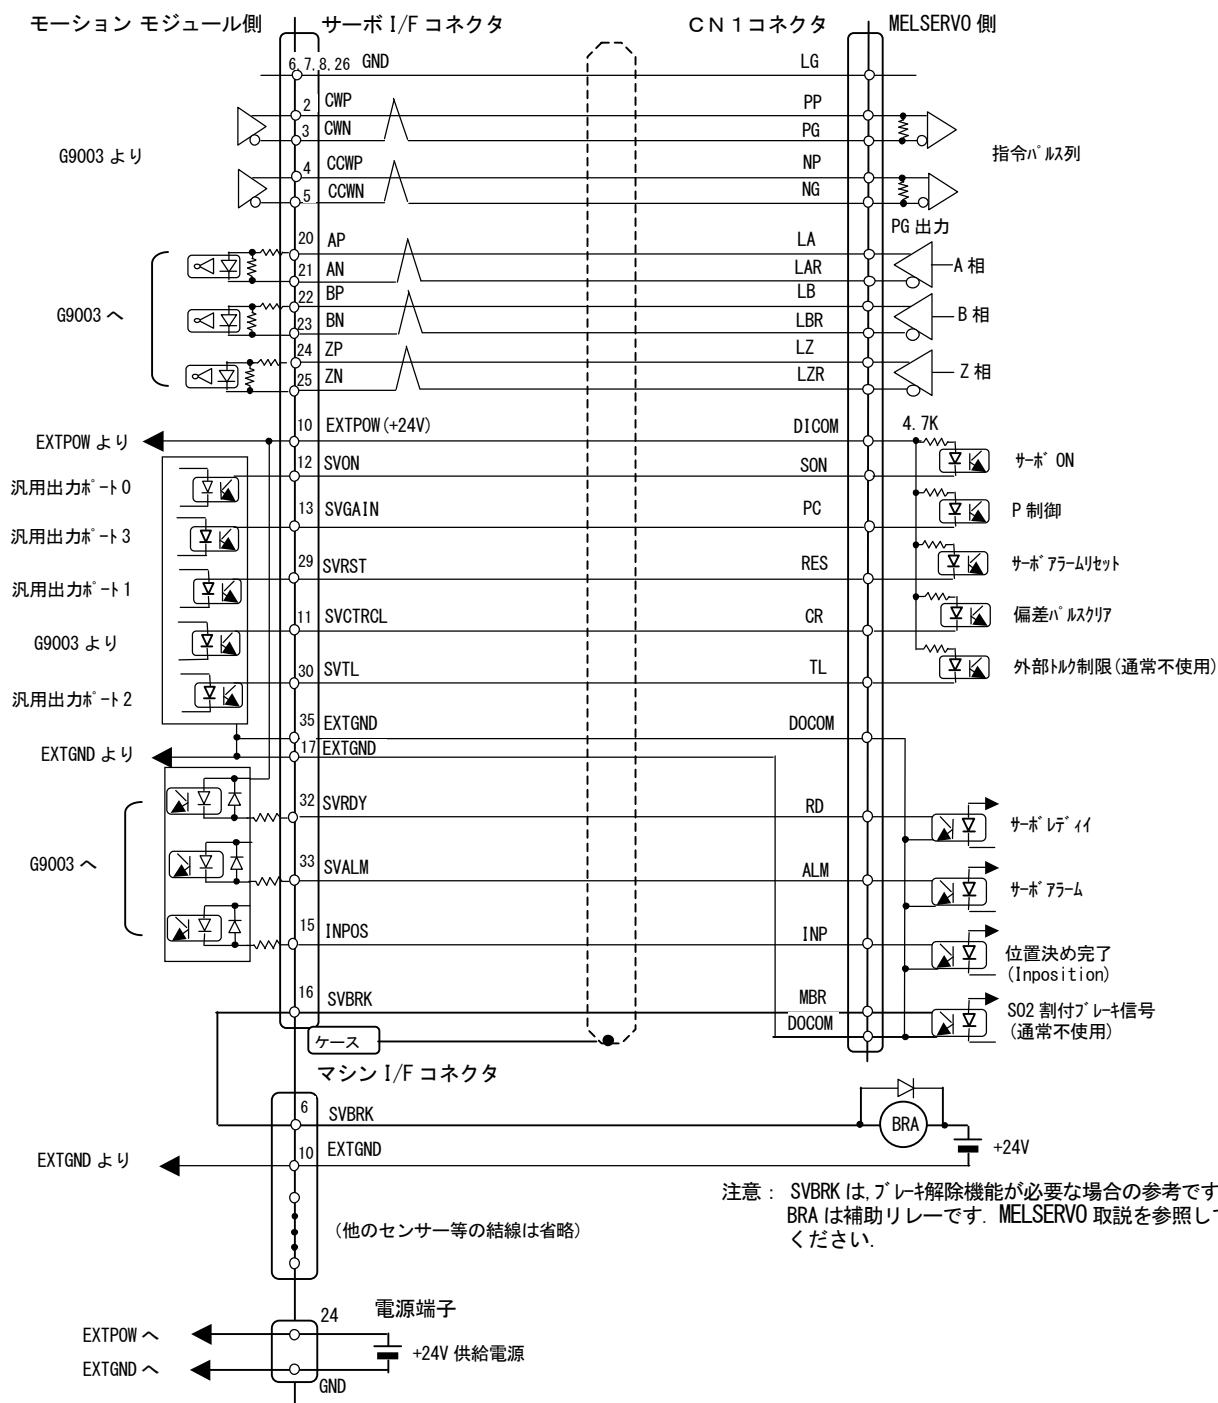 モーション モジュール側 サーボ I/F コネクタ CN1コネクタ MELSERVO 側
6.7.8.26 GND LG
2 CWP PP
3 CWN PG
G9003 より 指令パルス列
4 CCWP NP
5 CCWN NG
PG 出力
20 AP LA
A 相
21 AN LAR
22 BP LB
G9003 へ B 相
23 BN LBR
24 ZP LZ
Z 相
25 ZN LZR
10 EXTPOW(+24V) DICOM 4.7K
EXTPOW より
12 SVON SON サーボ ON
汎用出力ポート0
13 SVGAIN PC P 制御
汎用出力ポート3
29 SVRST RES サーボアラームリセット
汎用出力ポート1
11 SVCTRCL CR 偏差パルスクリア
G9003 より
30 SVTL TL 外部トルク制限(通常不使用)
汎用出力ポート2
35 EXTGND DOCOM
17 EXTGND
EXTGND より
32 SVRDY RD サーボレディイ
G9003 へ
33 SVALM ALM サーボアラーム
15 INPOS INP 位置決め完了
(Inposition)
16 SVBRK MBR SO2 割付ブレーキ信号
DOCOM (通常不使用)
ケース
マシン I/F コネクタ
6 SVBRK BRA
+24V
10 EXTGND
EXTGND より
注意： SVBRK は,ブレーキ解除機能が必要な場合の参考です
BRA は補助リレーです. MELSERVO 取説を参照して
ください.
(他のセンサー等の結線は省略)
24 電源端子
EXTPOW へ
+24V 供給電源
EXTGND へ
GND